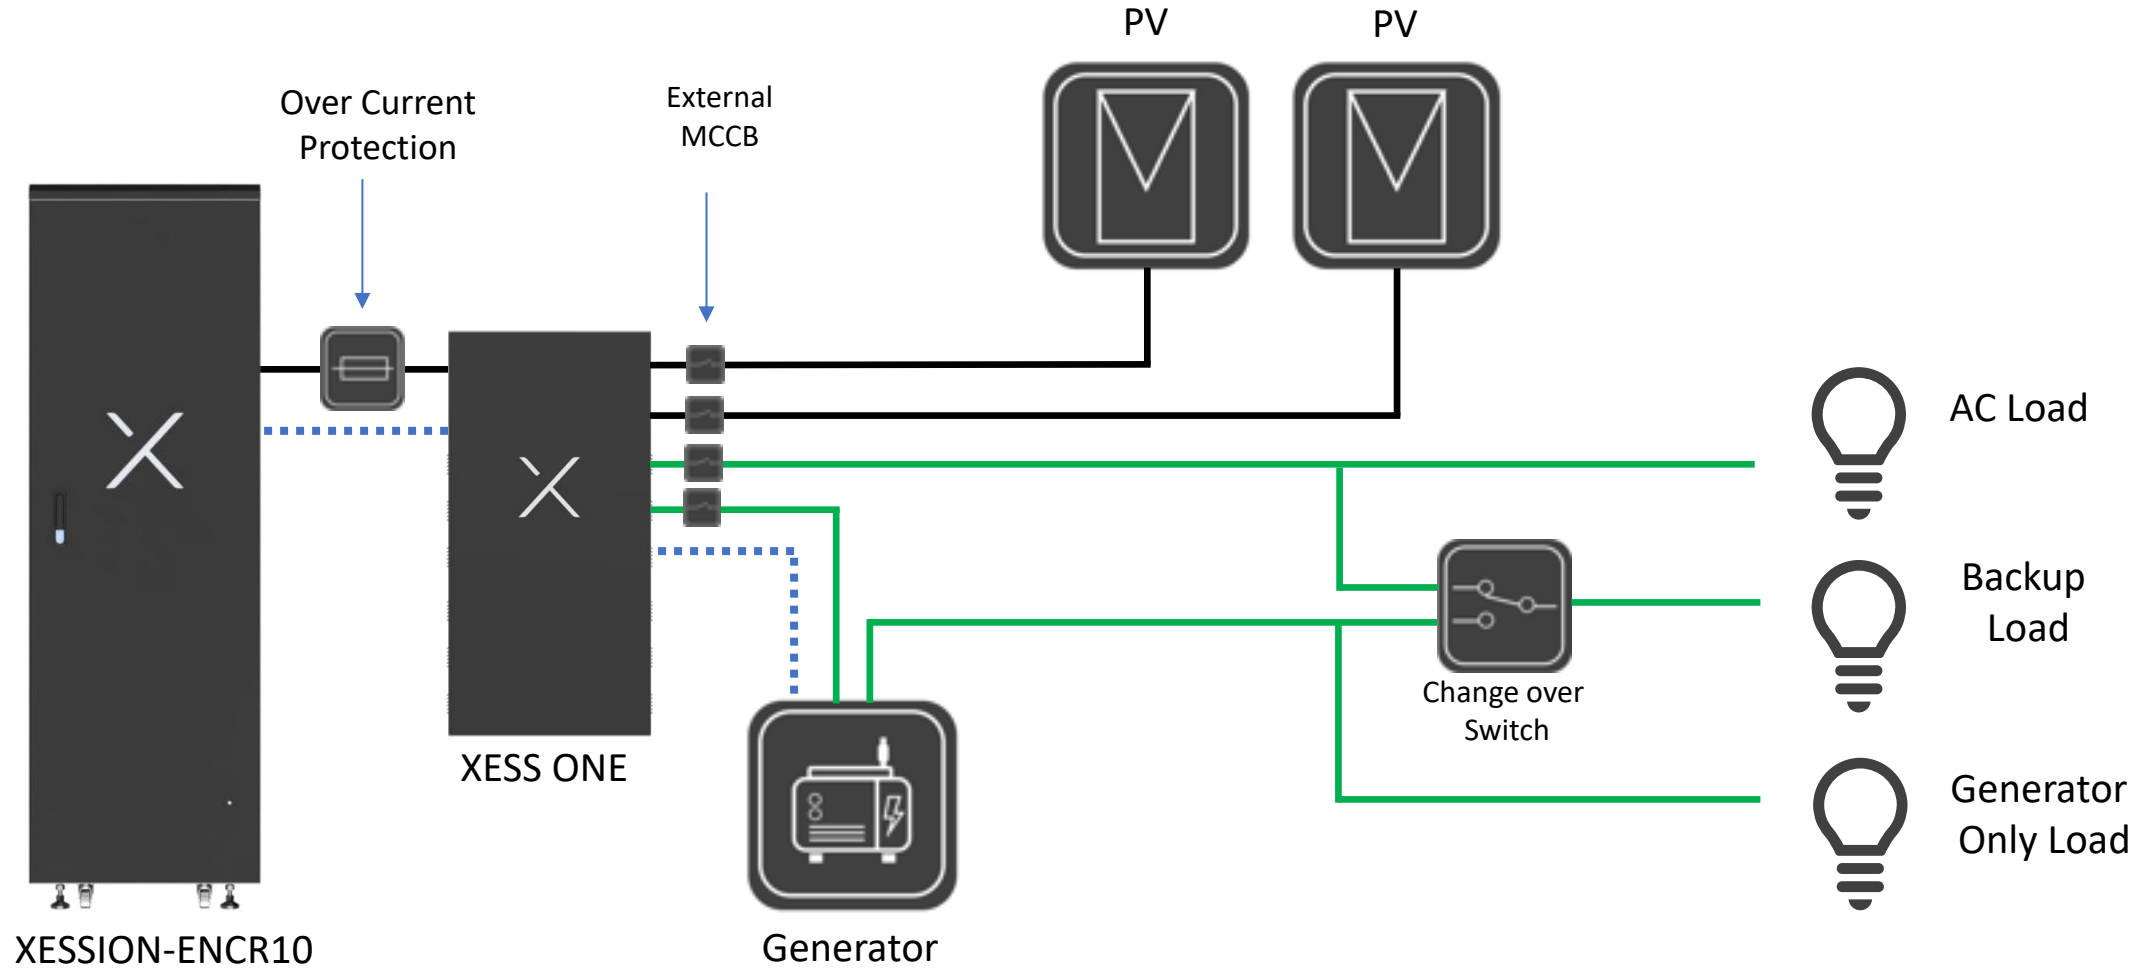 PV
PV
Over Current
Protection
External
MCCB
AC Load
Backup
Load
Change over
Switch
XESS ONE
Generator
Only Load
XESSION-ENCR10
Generator